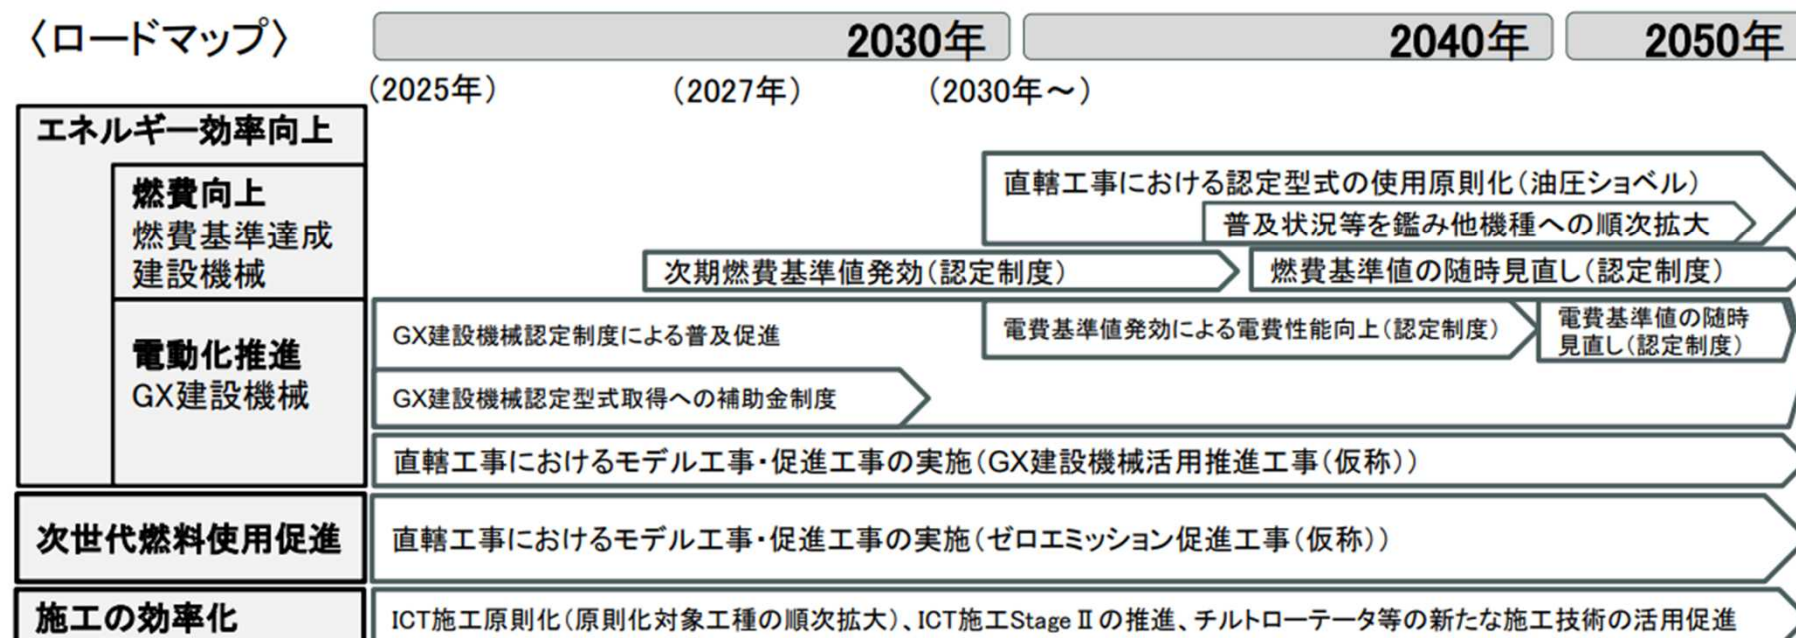 〈ロードマップ〉
2030年
2040年
2050年
（2025年）
（2027年）
（2030年～）
エネルギー効率向上
燃費向上
燃費基準達成
建設機械
直轄工事における認定型式の使用原則化（油圧ショベル）
普及状況等を鑑み他機種への順次拡大
次期燃費基準値発効（認定制度）
燃費基準値の随時見直し（認定制度）
電動化推進
GX建設機械
GX建設機械認定制度による普及促進
電費基準値発効による電費性能向上（認定制度）
電費基準値の随時
見直し（認定制度）
GX建設機械認定型式取得への補助金制度
直轄工事におけるモデル工事・促進工事の実施（GX建設機械活用推進工事（仮称））
次世代燃料使用促進
直轄工事におけるモデル工事・促進工事の実施（ゼロエミッション促進工事（仮称））
施工の効率化
ICT施工原則化（原則化対象工種の順次拡大）、ICT施工StageⅡの推進、チルトローテータ等の新たな施工技術の活用促進